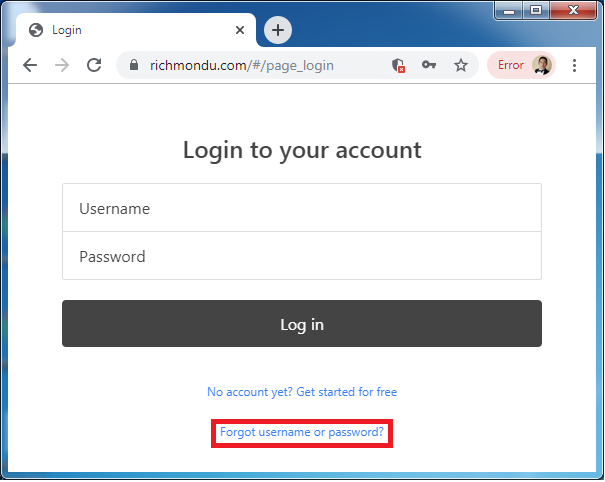 Login
richmondu.com/#/page_login
Error
Login to your account
Username
Password
Log in
No account yet? Get started for free
Forgot username or password?